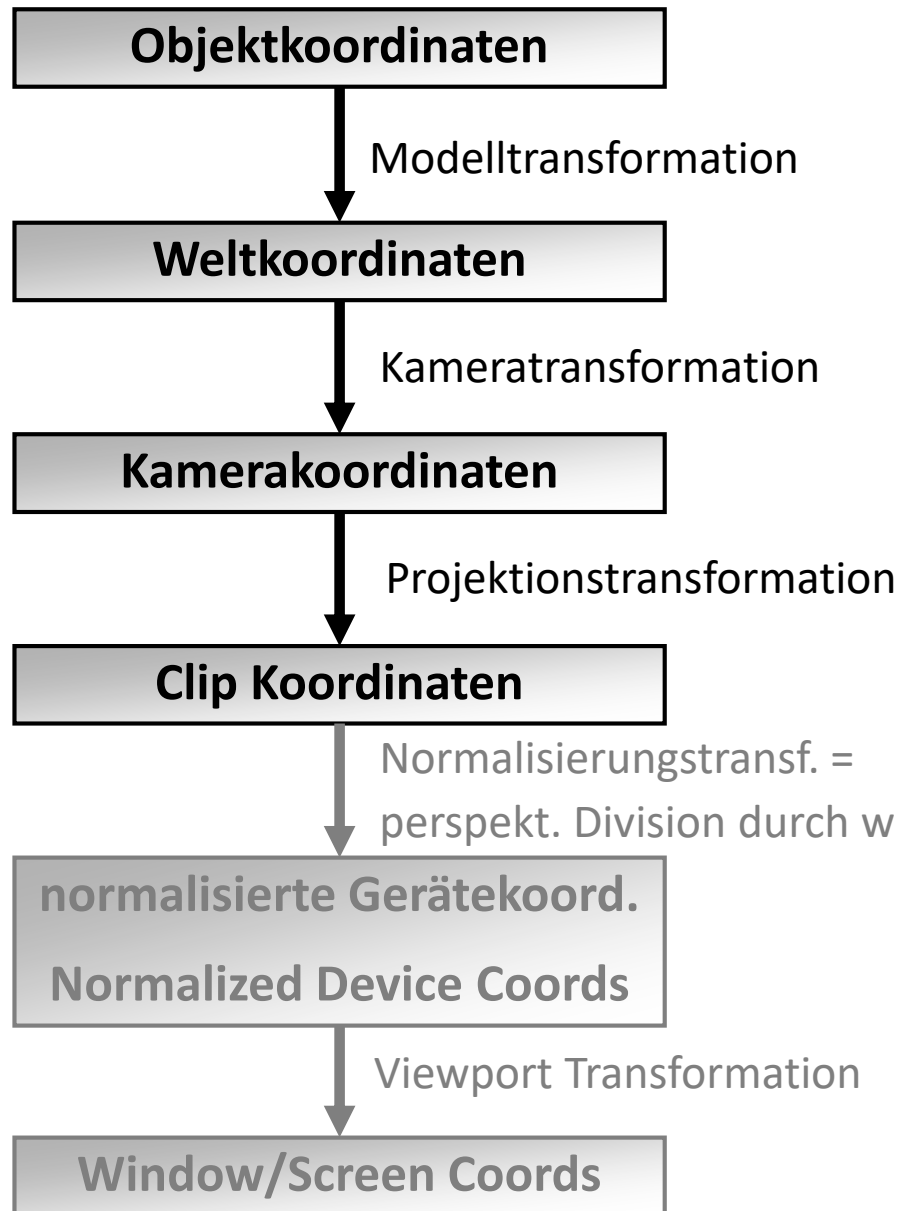 Objektkoordinaten
Modelltransformation
Weltkoordinaten
Kameratransformation
Kamerakoordinaten
Projektionstransformation
Clip Koordinaten
Normalisierungstransf. =
perspekt. Division durch w
normalisierte Gerätekoord.
Normalized Device Coords
Viewport Transformation
Window/Screen Coords